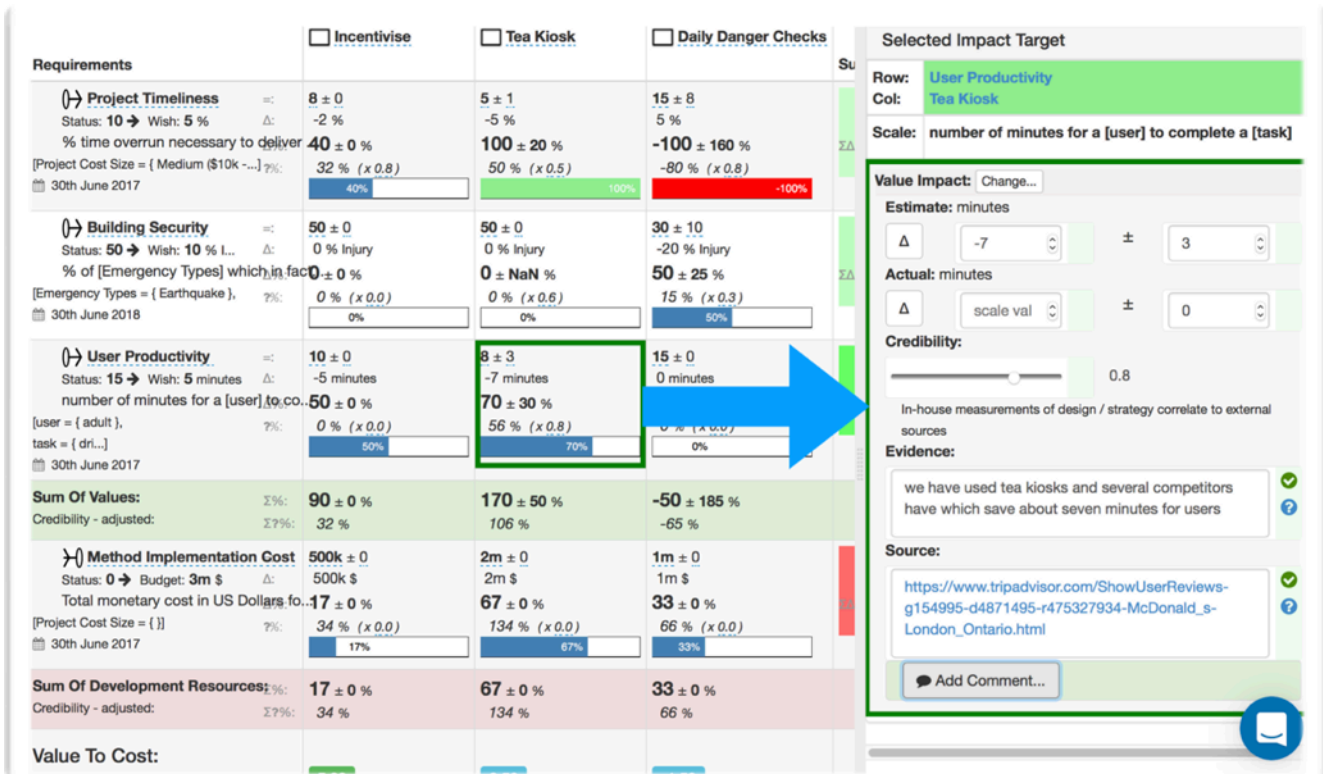 Incentivise
Tea Kiosk
Daily Danger Checks
Requirements
Su
Project Timeliness
Status: 10 → Wish: 5 %
% time overrun necessary to deliver
[Project Cost Size = { Medium ($10k -...]
30th June 2017
=:
Δ:
?%:
8 ± 0
-2 %
40 ± 0 %
32 % (x 0.8)
40%
5 ± 1
-5 %
100 ± 20 %
50 % (x 0.5)
100%
15 ± 8
5 %
-100 ± 160 %
-80 % (x 0.8)
-100%
ΣΔ
Building Security
Status: 50 → Wish: 10 % I...
% of [Emergency Types] which in fact
[Emergency Types = { Earthquake },
30th June 2018
=:
Δ:
?%:
50 ± 0
0 % Injury
0 ± 0 %
0 % (x 0.0)
0%
50 ± 0
0 % Injury
0 ± NaN %
0 % (x 0.6)
0%
30 ± 10
-20 % Injury
50 ± 25 %
15 % (x 0.3)
50%
ΣΔ
User Productivity
Status: 15 → Wish: 5 minutes
number of minutes for a [user] to co...
[user = { adult },
task = { dri...]
30th June 2017
=:
Δ:
?%:
10 ± 0
-5 minutes
50 ± 0 %
0 % (x 0.0)
50%
8 ± 3
-7 minutes
70 ± 30 %
56 % (x 0.8)
70%
15 ± 0
0 minutes
0 % (x 0.0)
0%
Sum Of Values:
Credibility - adjusted:
Σ%:
Σ?%:
90 ± 0 %
32 %
170 ± 50 %
106 %
-50 ± 185 %
-65 %
Method Implementation Cost
Status: 0 → Budget: 3m $
Total monetary cost in US Dollars fo...
[Project Cost Size = { }]
30th June 2017
Δ:
?%:
500k ± 0
500k $
17 ± 0 %
34 % (x 0.0)
17%
2m ± 0
2m $
67 ± 0 %
134 % (x 0.0)
67%
1m ± 0
1m $
33 ± 0 %
66 % (x 0.0)
33%
Sum Of Development Resources:
Credibility - adjusted:
Σ%:
Σ?%:
17 ± 0 %
34 %
67 ± 0 %
134 %
33 ± 0 %
66 %
Value To Cost:
Selected Impact Target
Row: User Productivity
Col: Tea Kiosk
Scale: number of minutes for a [user] to complete a [task]
Value Impact: Change...
Estimate: minutes
Δ -7 ± 3
Actual: minutes
Δ scale val ± 0
Credibility:
0.8
In-house measurements of design / strategy correlate to external
sources
Evidence:
we have used tea kiosks and several competitors
have which save about seven minutes for users
Source:
https://www.tripadvisor.com/ShowUserReviews-
g154995-d4871495-r475327934-McDonald_s-
London_Ontario.html
Add Comment...